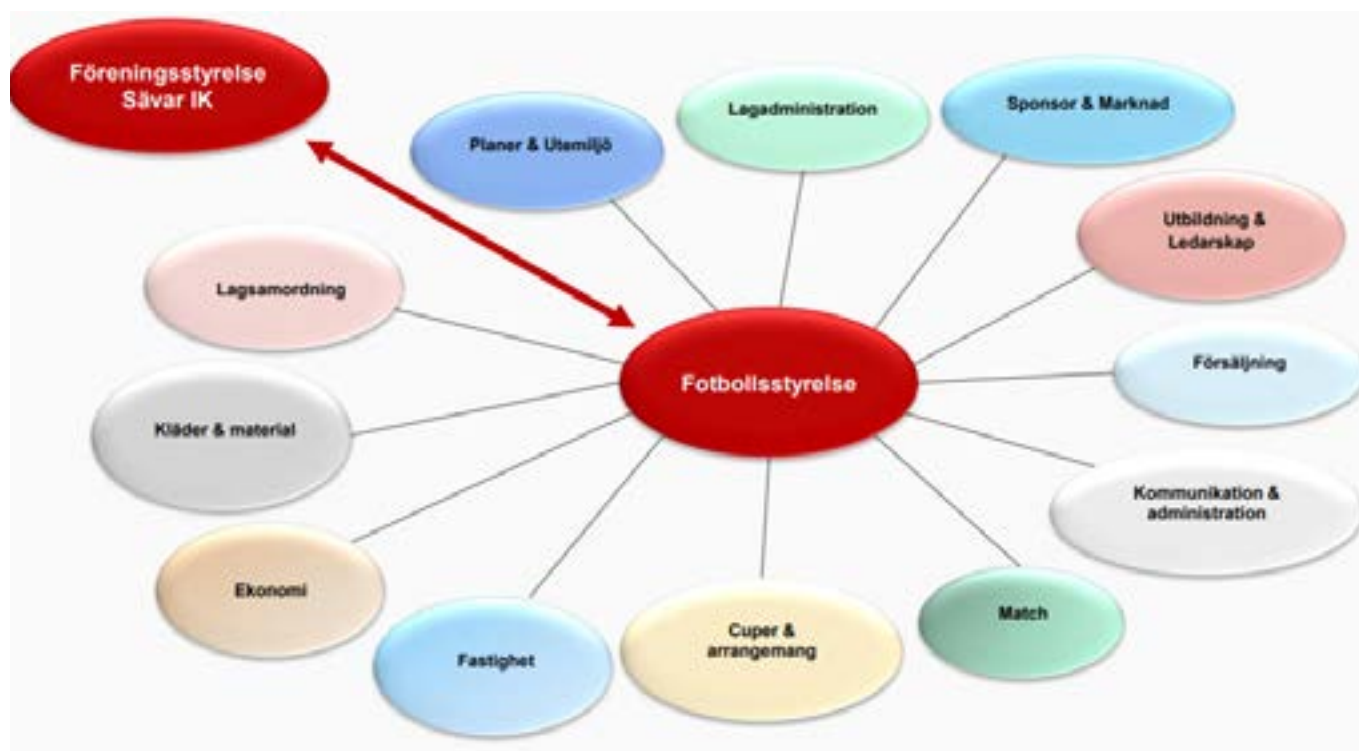 Föreningsstyrelse
Sävar IK
Planer & Utemiljö
Lagadministration
Sponsor & Marknad
Utbildning &
Ledarskap
Lagsamordning
Försäljning
Fotbollsstyrelse
Kläder & material
Kommunikation &
administration
Ekonomi
Fastighet
Cuper &
arrangemang
Match